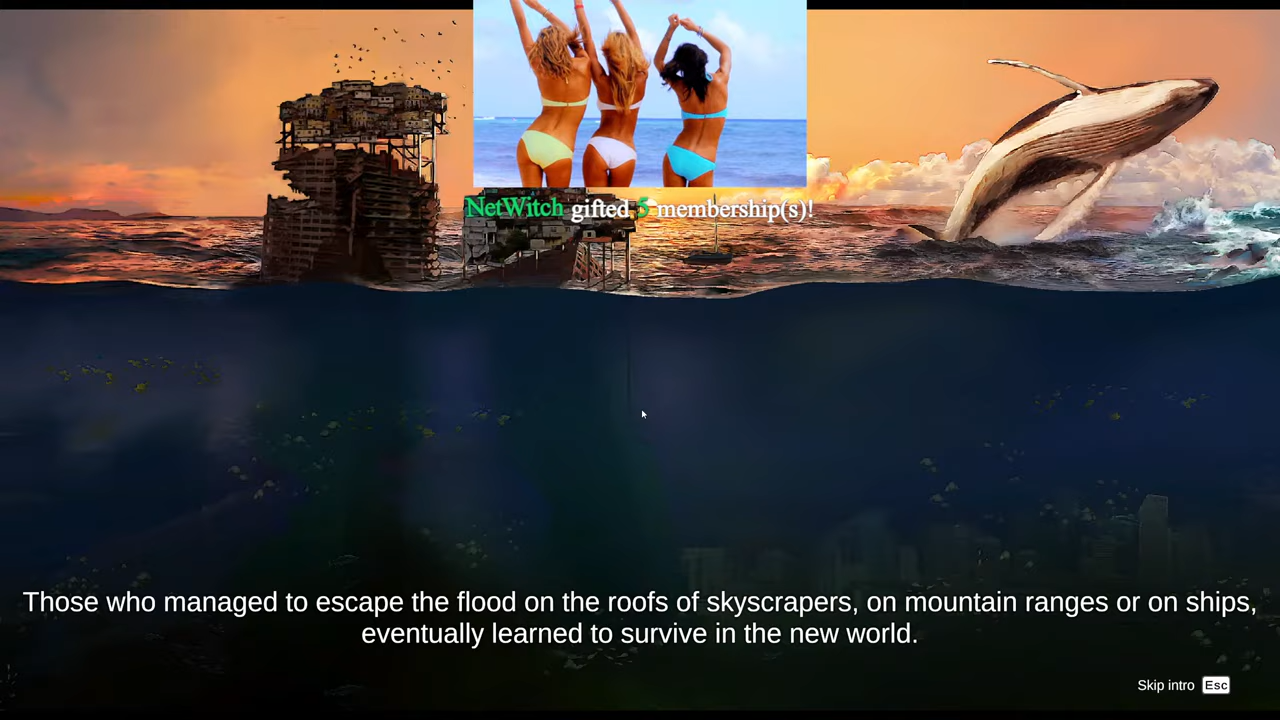 NetWitch gifted 5 membership(s)!
Those who managed to escape the flood on the roofs of skyscrapers, on mountain ranges or on ships,
eventually learned to survive in the new world.
Skip intro Esc